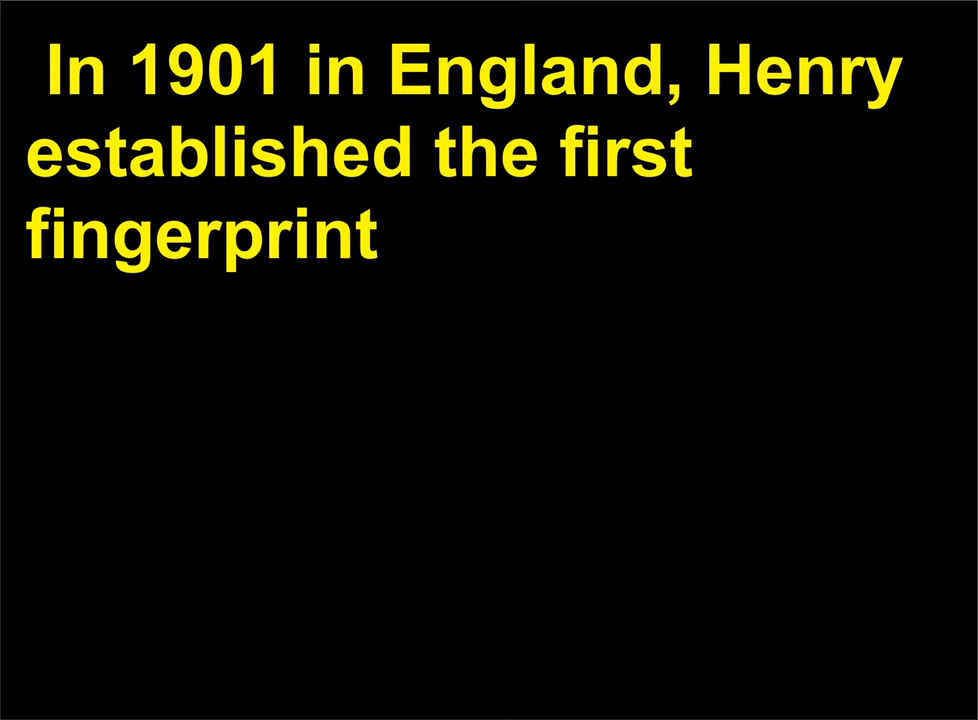 In 1901 in England, Henry
established the first
fingerprint